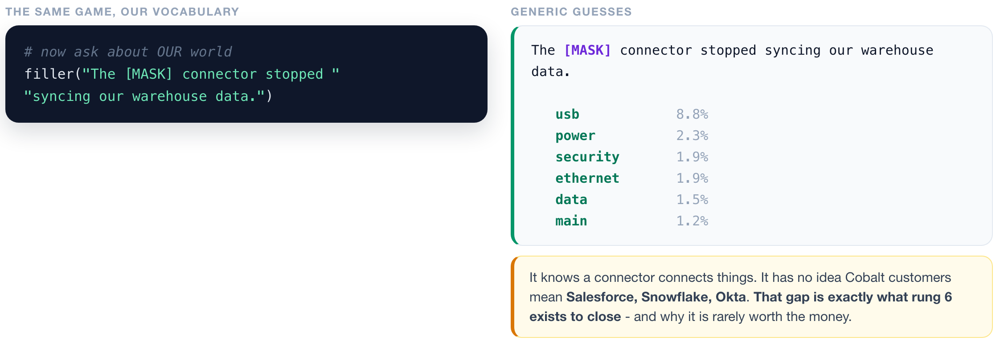 THE SAME GAME, OUR VOCABULARY
# now ask about OUR world
filler("The [MASK] connector stopped "
"syncing our warehouse data.")
GENERIC GUESSES
The [MASK] connector stopped syncing our warehouse
data.
usb 8.8%
power 2.3%
security 1.9%
ethernet 1.9%
data 1.5%
main 1.2%
It knows a connector connects things. It has no idea Cobalt customers
mean Salesforce, Snowflake, Okta. That gap is exactly what rung 6
exists to close - and why it is rarely worth the money.